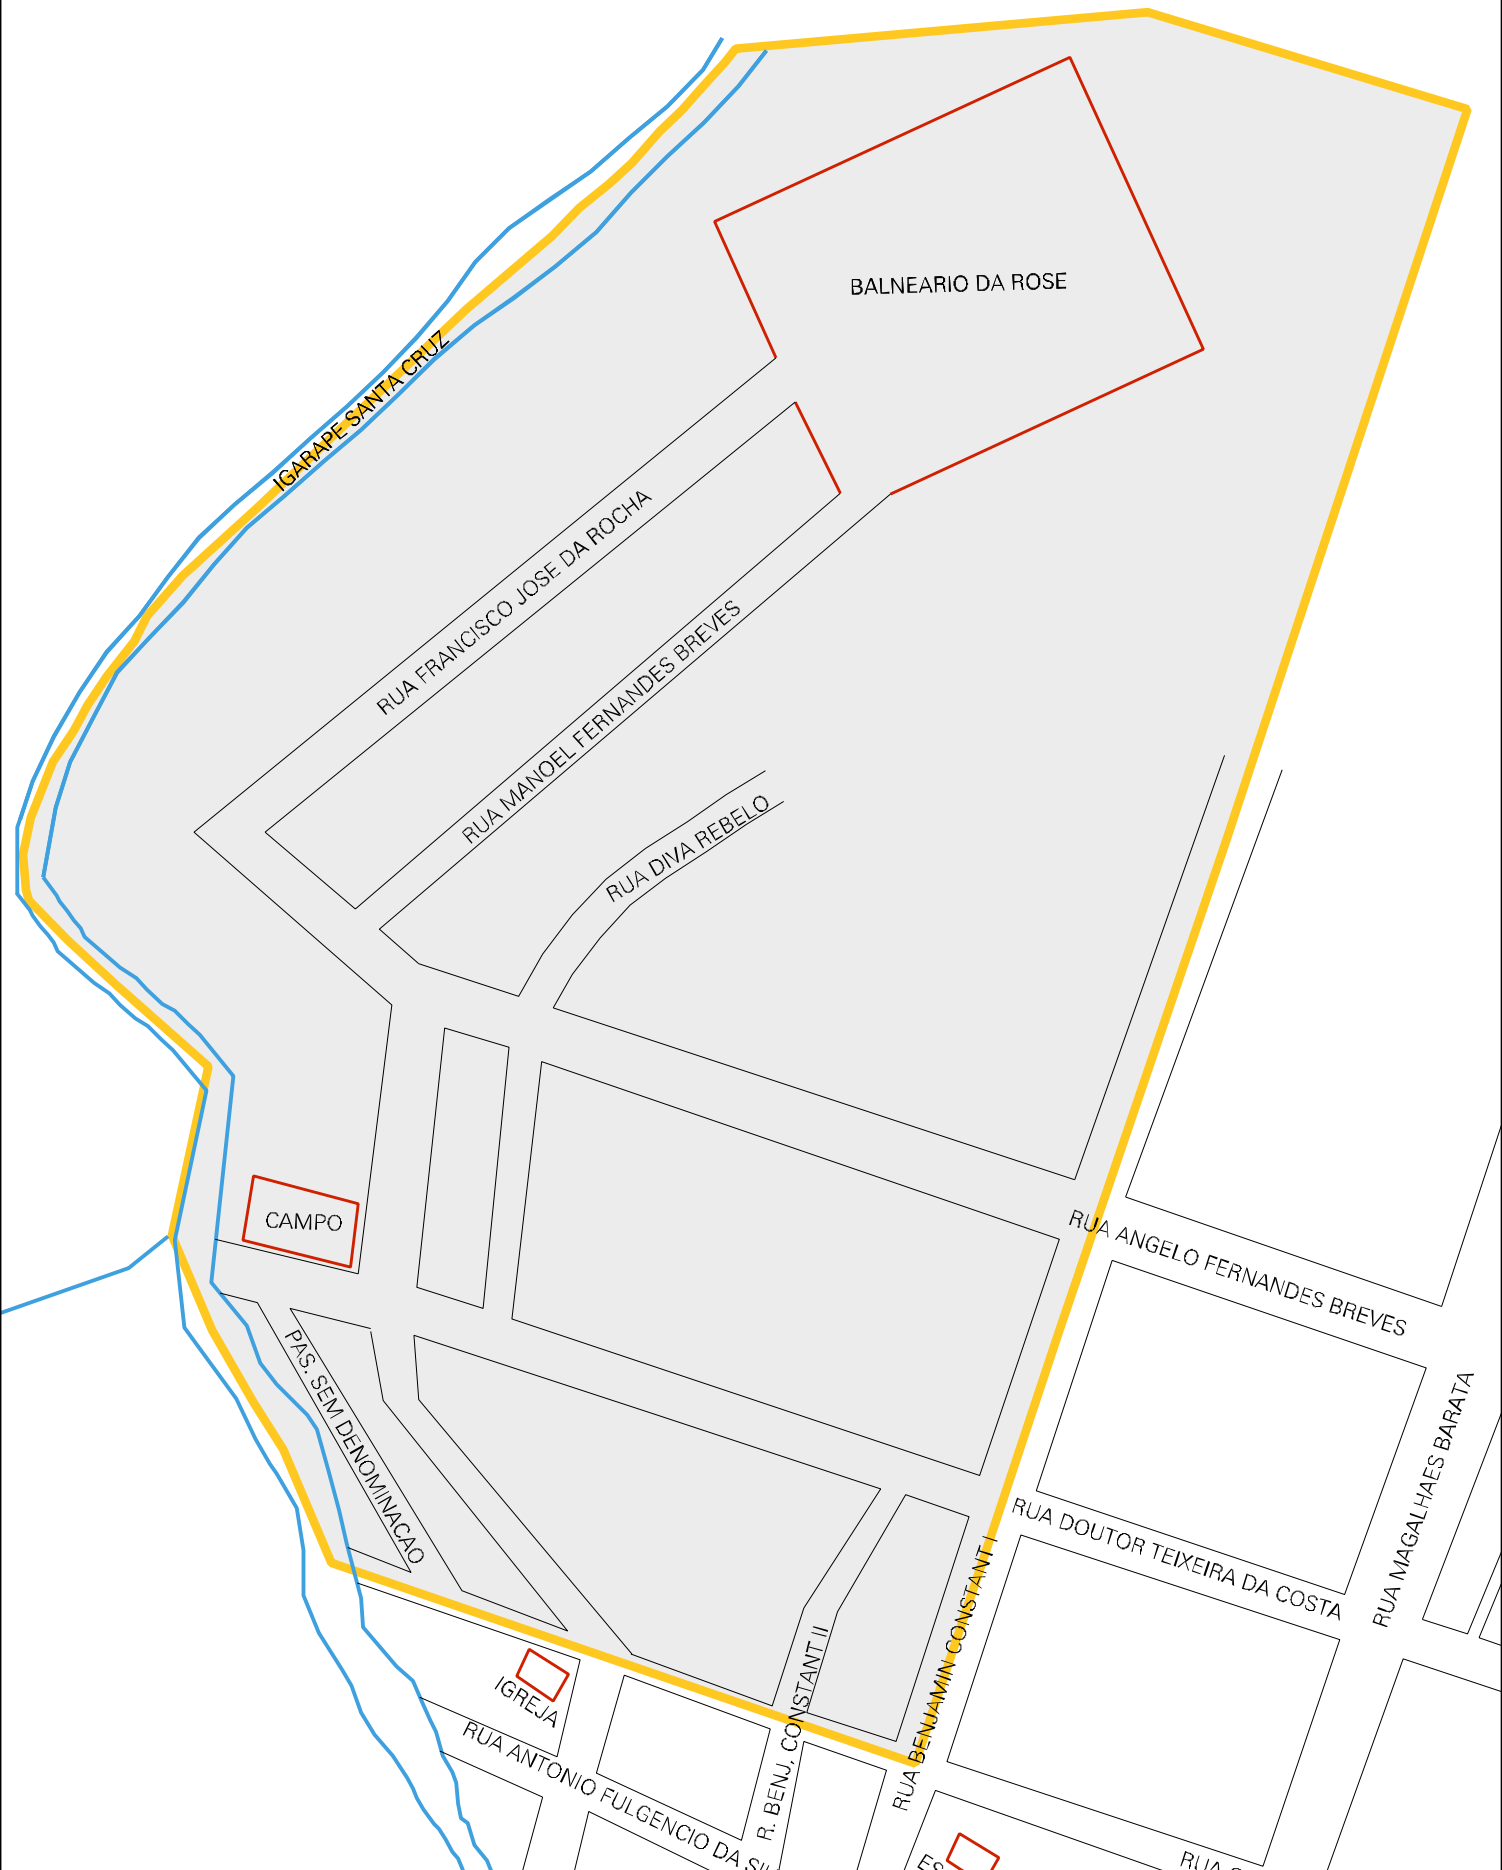 BALNEARIO DA ROSE
IGARAPE SANTA CRUZ
RUA FRANCISCO JOSE DA ROCHA
RUA MANOEL FERNANDES BREVES
RUA DIVA REBELO
CAMPO
RUA ANGELO FERNANDES BREVES
PAS. SEM DENOMINACAO
RUA MAGALHAES BARATA
RUA DOUTOR TEIXEIRA DA COSTA
RUA BENJAMIN CONSTANT I
R. BENJ, CONSTANT II
IGREJA
RUA ANTONIO FULGENCIO DA
RUA